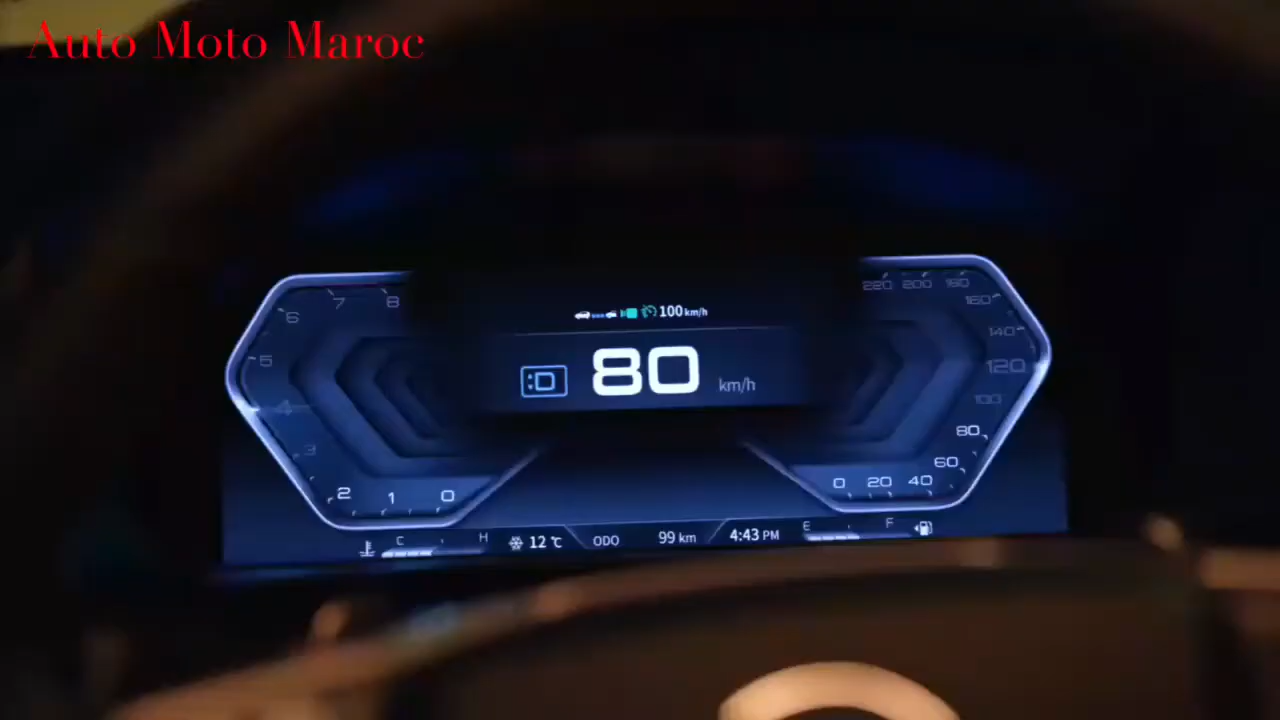 Auto Moto Maroc
7 8
6
5
4
3
2 1 0
100 km/h
D 80 km/h
220 200 180
160
140
120
100
80
60
0 20 40
C H
12 ℃
ODO 99 km
4:43 PM
E F